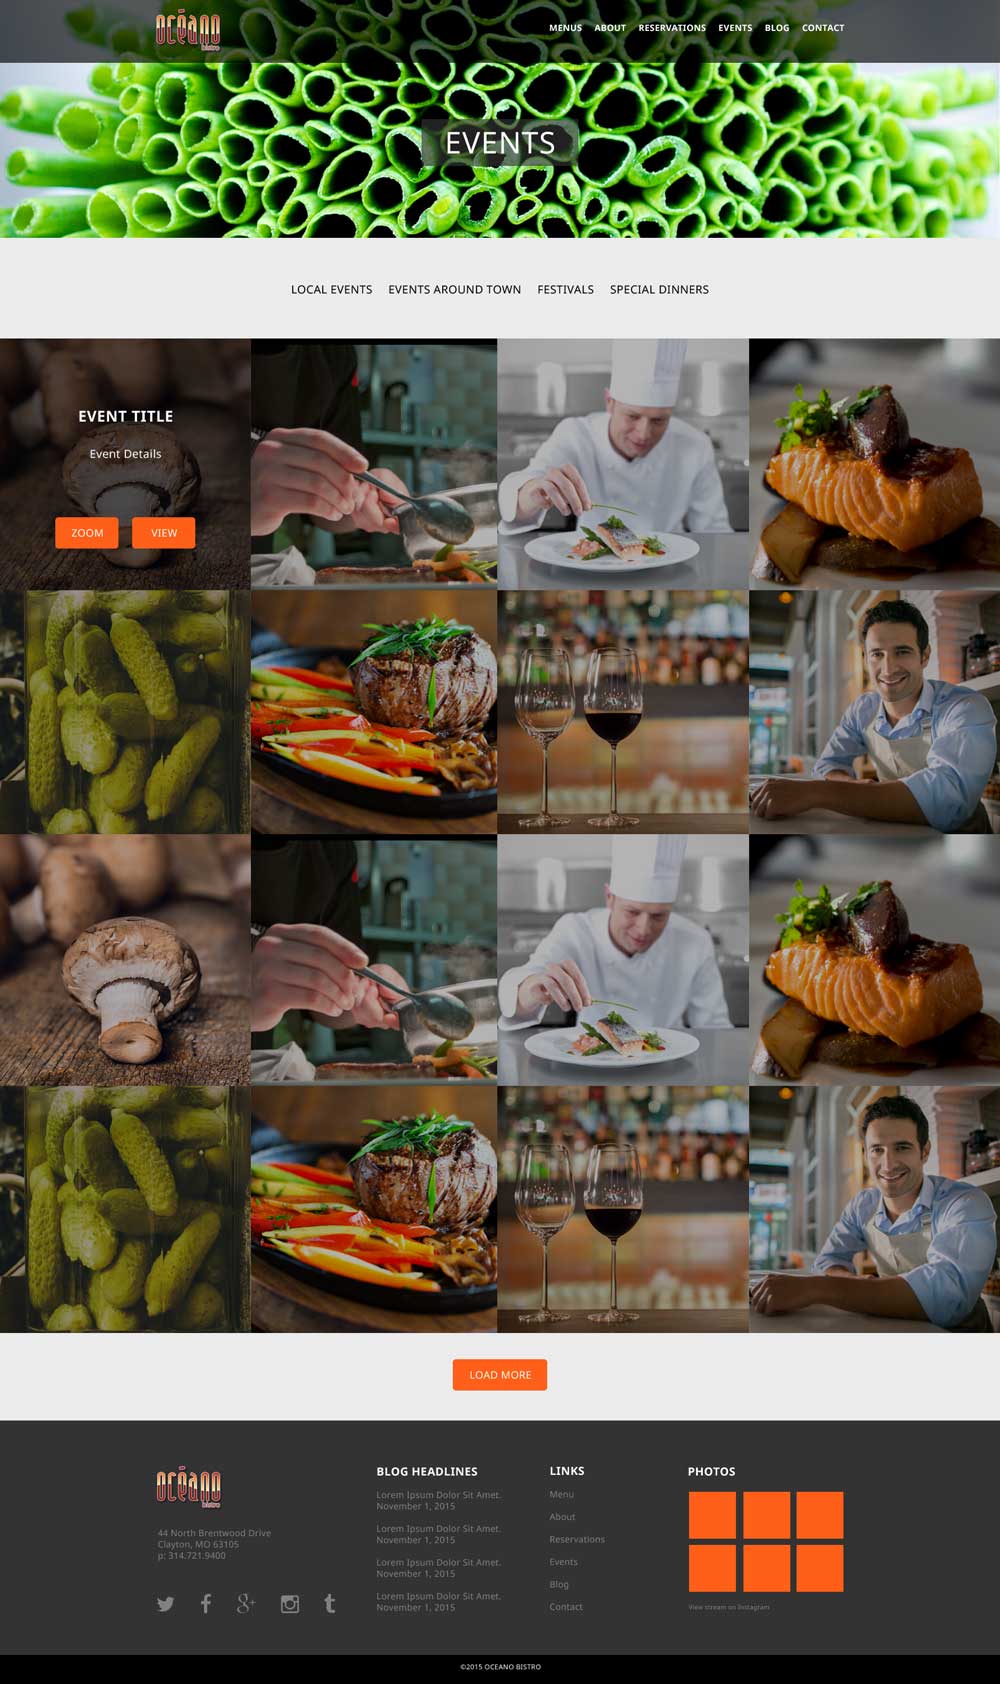 océano
bistro
MENUS ABOUT RESERVATIONS EVENTS BLOG CONTACT
EVENTS
LOCAL EVENTS EVENTS AROUND TOWN FESTIVALS SPECIAL DINNERS
EVENT TITLE
Event Details
ZOOM VIEW
LOAD MORE
océano
bistro
44 North Brentwood Drive
Clayton, MO 63105
p: 314.721.9400
BLOG HEADLINES
Lorem Ipsum Dolor Sit Amet.
November 1, 2015
Lorem Ipsum Dolor Sit Amet.
November 1, 2015
Lorem Ipsum Dolor Sit Amet.
November 1, 2015
Lorem Ipsum Dolor Sit Amet.
November 1, 2015
LINKS
Menu
About
Reservations
Events
Blog
Contact
PHOTOS
View stream on Instagram
©2015 OCEANO BISTRO